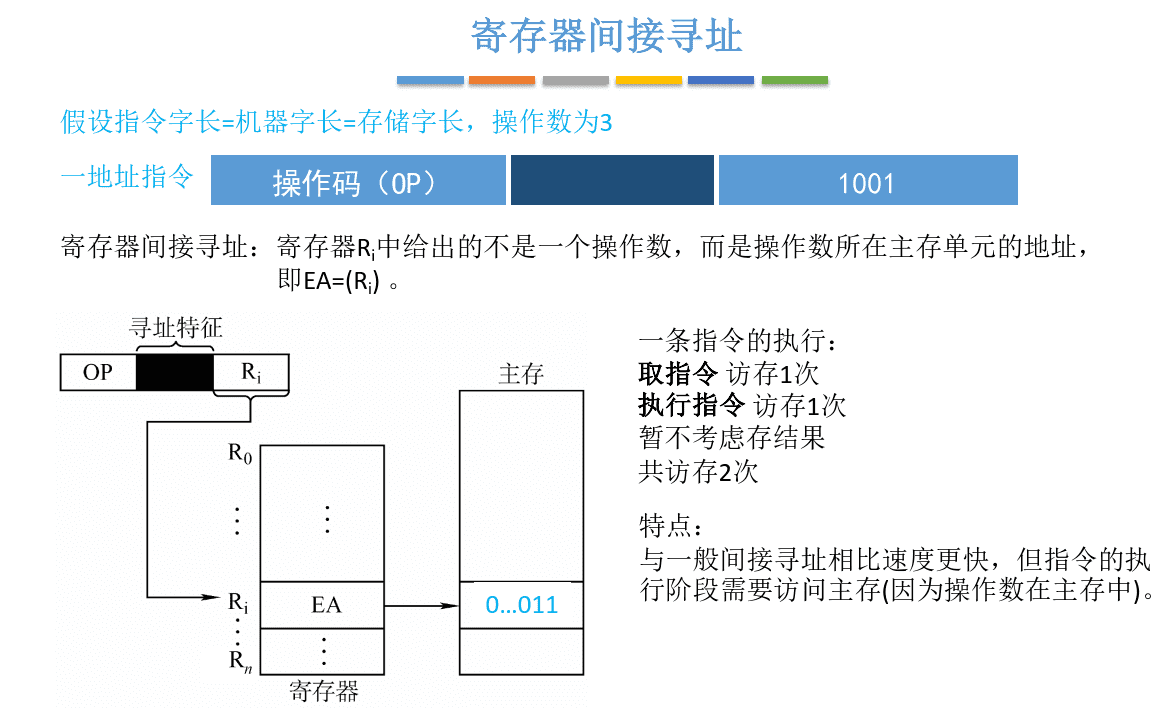 寄存器间接寻址
假设指令字长=机器字长=存储字长，操作数为3
一地址指令
操作码（OP）
1001
寄存器间接寻址：寄存器Ri中给出的不是一个操作数，而是操作数所在主存单元的地址，
即EA=(Ri) 。
寻址特征
OP
Ri
主存
R0
⋮
⋮
Ri
EA
0…011
⋮
⋮
Rn
寄存器
一条指令的执行：
取指令 访存1次
执行指令 访存1次
暂不考虑存结果
共访存2次
特点：
与一般间接寻址相比速度更快，但指令的执
行阶段需要访问主存(因为操作数在主存中)。